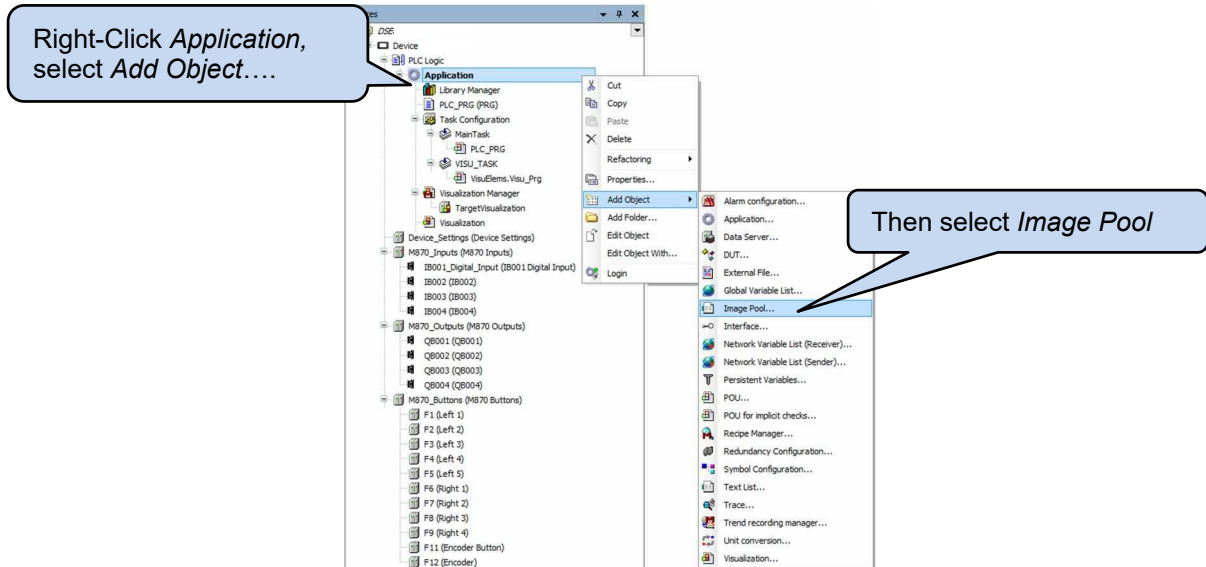 Right-Click Application,
select Add Object….
DSE
Device
PLC Logic
Application
Library Manager
PLC_PRG (PRG)
Task Configuration
MainTask
PLC_PRG
VISU_TASK
VisuElems.Visu_Prg
Visualization Manager
TargetVisualization
Visualization
Device_Settings (Device Settings)
M870_Inputs (M870 Inputs)
IB001_Digital_Input (IB001 Digital Input)
IB002 (IB002)
IB003 (IB003)
IB004 (IB004)
M870_Outputs (M870 Outputs)
QB001 (QB001)
QB002 (QB002)
QB003 (QB003)
QB004 (QB004)
M870_Buttons (M870 Buttons)
F1 (Left 1)
F2 (Left 2)
F3 (Left 3)
F4 (Left 4)
F5 (Left 5)
F6 (Right 1)
F7 (Right 2)
F8 (Right 3)
F9 (Right 4)
F11 (Encoder Button)
F12 (Encoder)
Cut
Copy
Paste
Delete
Refactoring
Properties...
Add Object
Add Folder...
Edit Object
Edit Object With...
Login
Alarm configuration...
Application...
Data Server...
DUT...
External File...
Global Variable List...
Image Pool...
Interface...
Network Variable List (Receiver)...
Network Variable List (Sender)...
Persistent Variables...
POU...
POU for implicit checks...
Recipe Manager...
Redundancy Configuration...
Symbol Configuration...
Text List...
Trace...
Trend recording manager...
Unit conversion...
Visualization...
Then select Image Pool